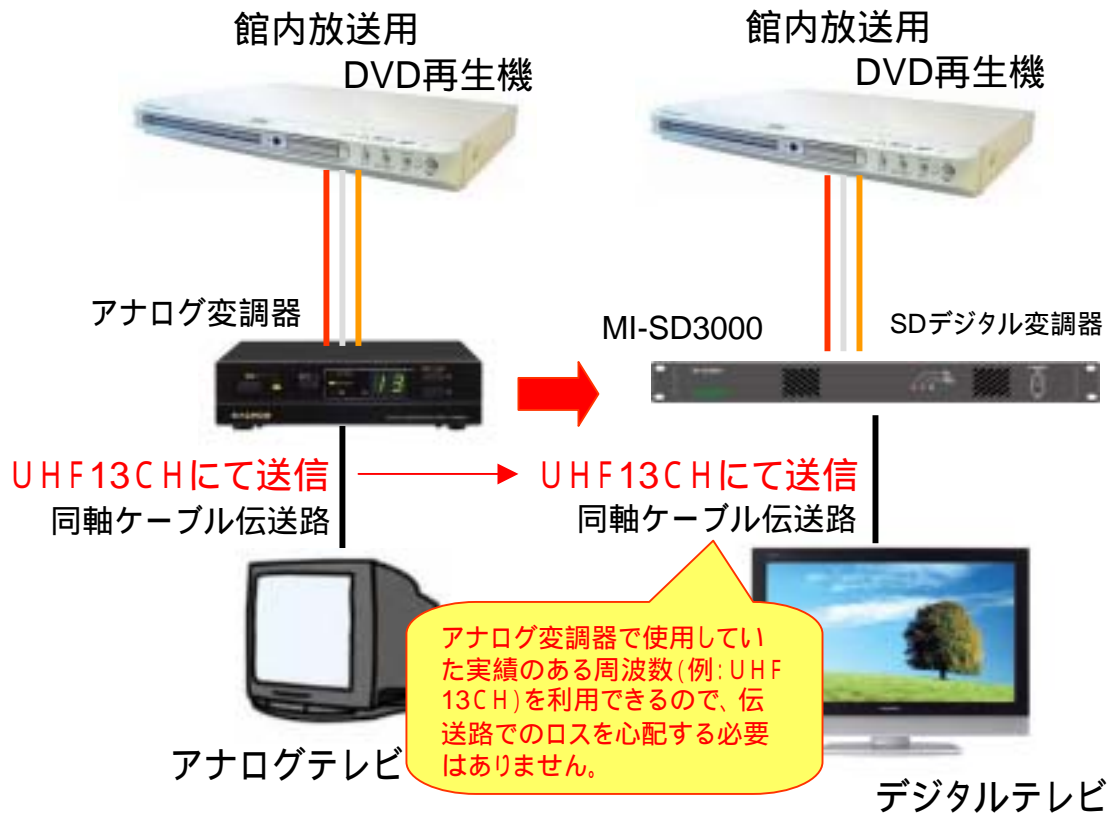 館内放送用
DVD再生機
館内放送用
DVD再生機
アナログ変調器
MI-SD3000
SDデジタル変調器
13
UHF13CHにて送信
同軸ケーブル伝送路
UHF13CHにて送信
同軸ケーブル伝送路
アナログ変調器で使用してい
た実績のある周波数(例:UHF
13CH)を利用できるので、伝
送路でのロスを心配する必要
はありません。
アナログテレビ
デジタルテレビ